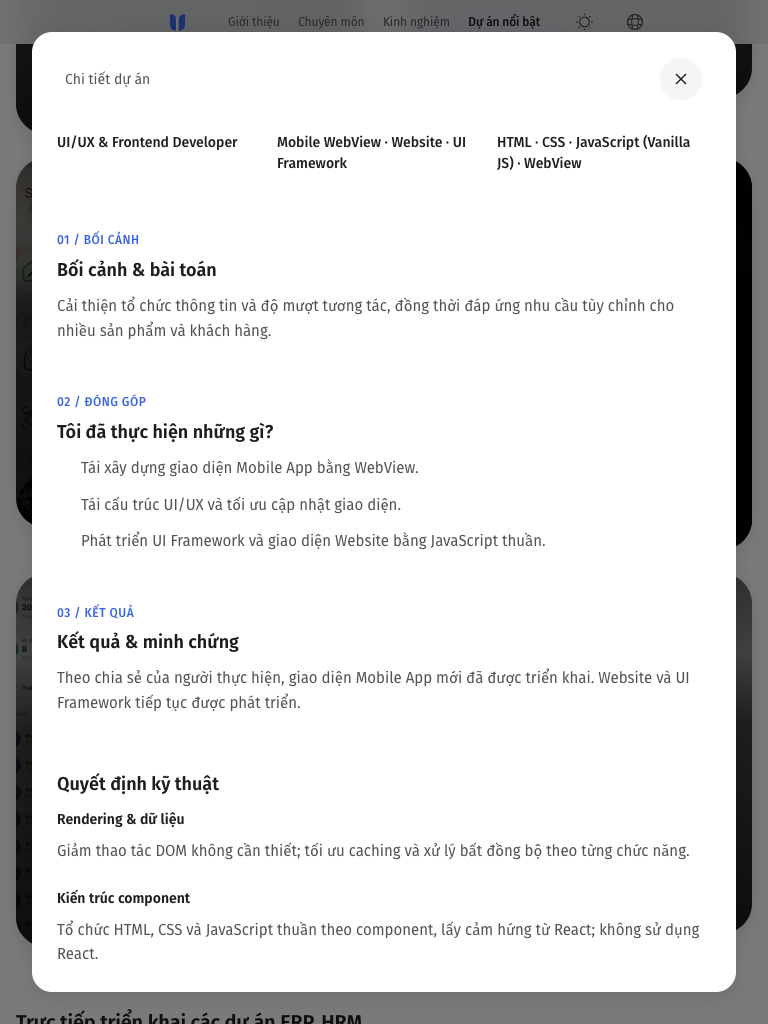 Giới thiệu Chuyên môn Kinh nghiệm Dự án nổi bật
Chi tiết dự án
UI/UX & Frontend Developer
Mobile WebView · Website · UI
Framework
HTML · CSS · JavaScript (Vanilla
JS) · WebView
01 / BỐI CẢNH
Bối cảnh & bài toán
Cải thiện tổ chức thông tin và độ mượt tương tác, đồng thời đáp ứng nhu cầu tùy chỉnh cho
nhiều sản phẩm và khách hàng.
02 / ĐÓNG GÓP
Tôi đã thực hiện những gì?
Tái xây dựng giao diện Mobile App bằng WebView.
Tái cấu trúc UI/UX và tối ưu cập nhật giao diện.
Phát triển UI Framework và giao diện Website bằng JavaScript thuần.
03 / KẾT QUẢ
Kết quả & minh chứng
Theo chia sẻ của người thực hiện, giao diện Mobile App mới đã được triển khai. Website và UI
Framework tiếp tục được phát triển.
Quyết định kỹ thuật
Rendering & dữ liệu
Giảm thao tác DOM không cần thiết; tối ưu caching và xử lý bất đồng bộ theo từng chức năng.
Kiến trúc component
Tổ chức HTML, CSS và JavaScript thuần theo component, lấy cảm hứng từ React; không sử dụng
React.
Trực tiếp triển khai các dự án ERP, HRM